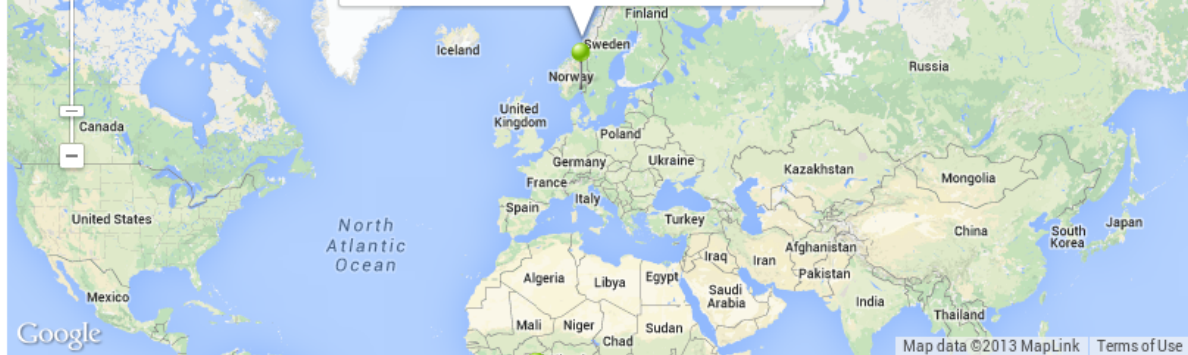 Finland
Sweden
Iceland
Norway
Russia
United
Kingdom
Canada
Poland
Germany
Ukraine
Kazakhstan
Mongolia
France
Italy
Spain
United States
Turkey
North
Atlantic
Ocean
China
Japan
South
Korea
Afghanistan
Iraq
Iran
Pakistan
Algeria
Libya
Egypt
Saudi
Arabia
Mexico
India
Thailand
Mali
Niger
Sudan
Chad
Google
Map data ©2013 MapLink
Terms of Use